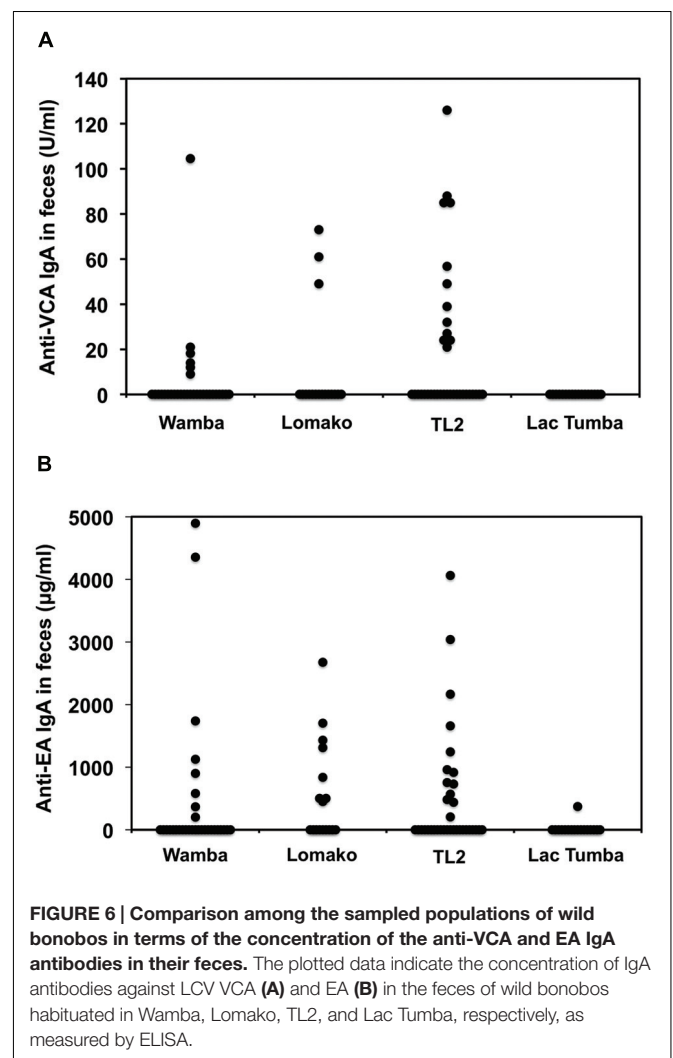 A
Anti-VCA IgA in feces (U/ml)
140
120
100
80
60
40
20
0
Wamba Lomako TL2 Lac Tumba
B
Anti-EA IgA in feces (μg/ml)
5000
4000
3000
2000
1000
0
Wamba Lomako TL2 Lac Tumba
FIGURE 6 | Comparison among the sampled populations of wild
bonobos in terms of the concentration of the anti-VCA and EA IgA
antibodies in their feces. The plotted data indicate the concentration of IgA
antibodies against LCV VCA (A) and EA (B) in the feces of wild bonobos
habituated in Wamba, Lomako, TL2, and Lac Tumba, respectively, as
measured by ELISA.